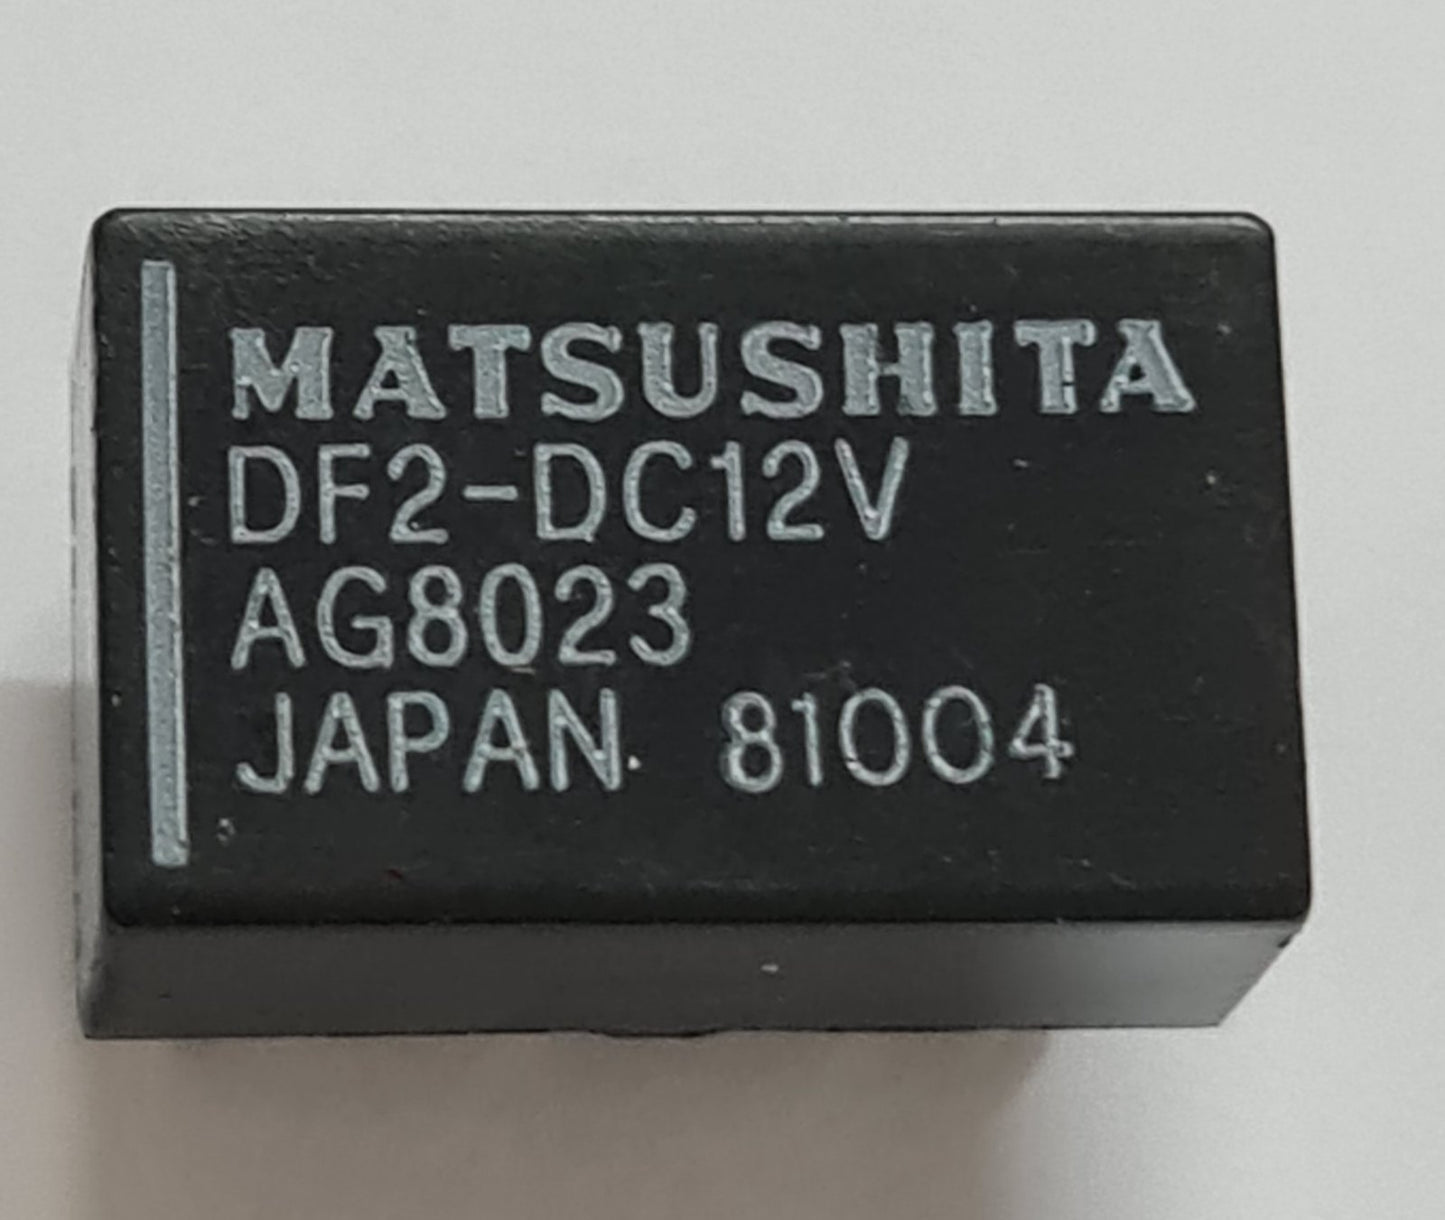 MATSUSHITA
DF2-DC12V
AG8023
JAPAN 81004